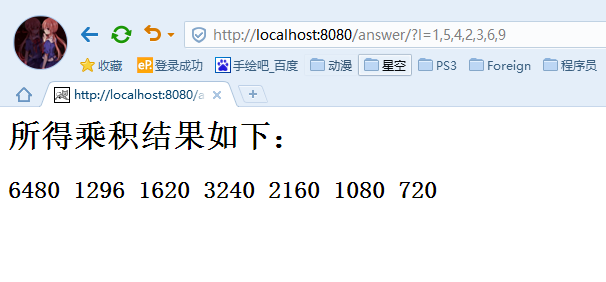 http://localhost:8080/answer/?l=1,5,4,2,3,6,9
收藏 eP 登录成功 手绘吧_百度 动漫 星空 PS3 Foreign 程序员
http://localhost:8080/a
所得乘积结果如下：
6480 1296 1620 3240 2160 1080 720